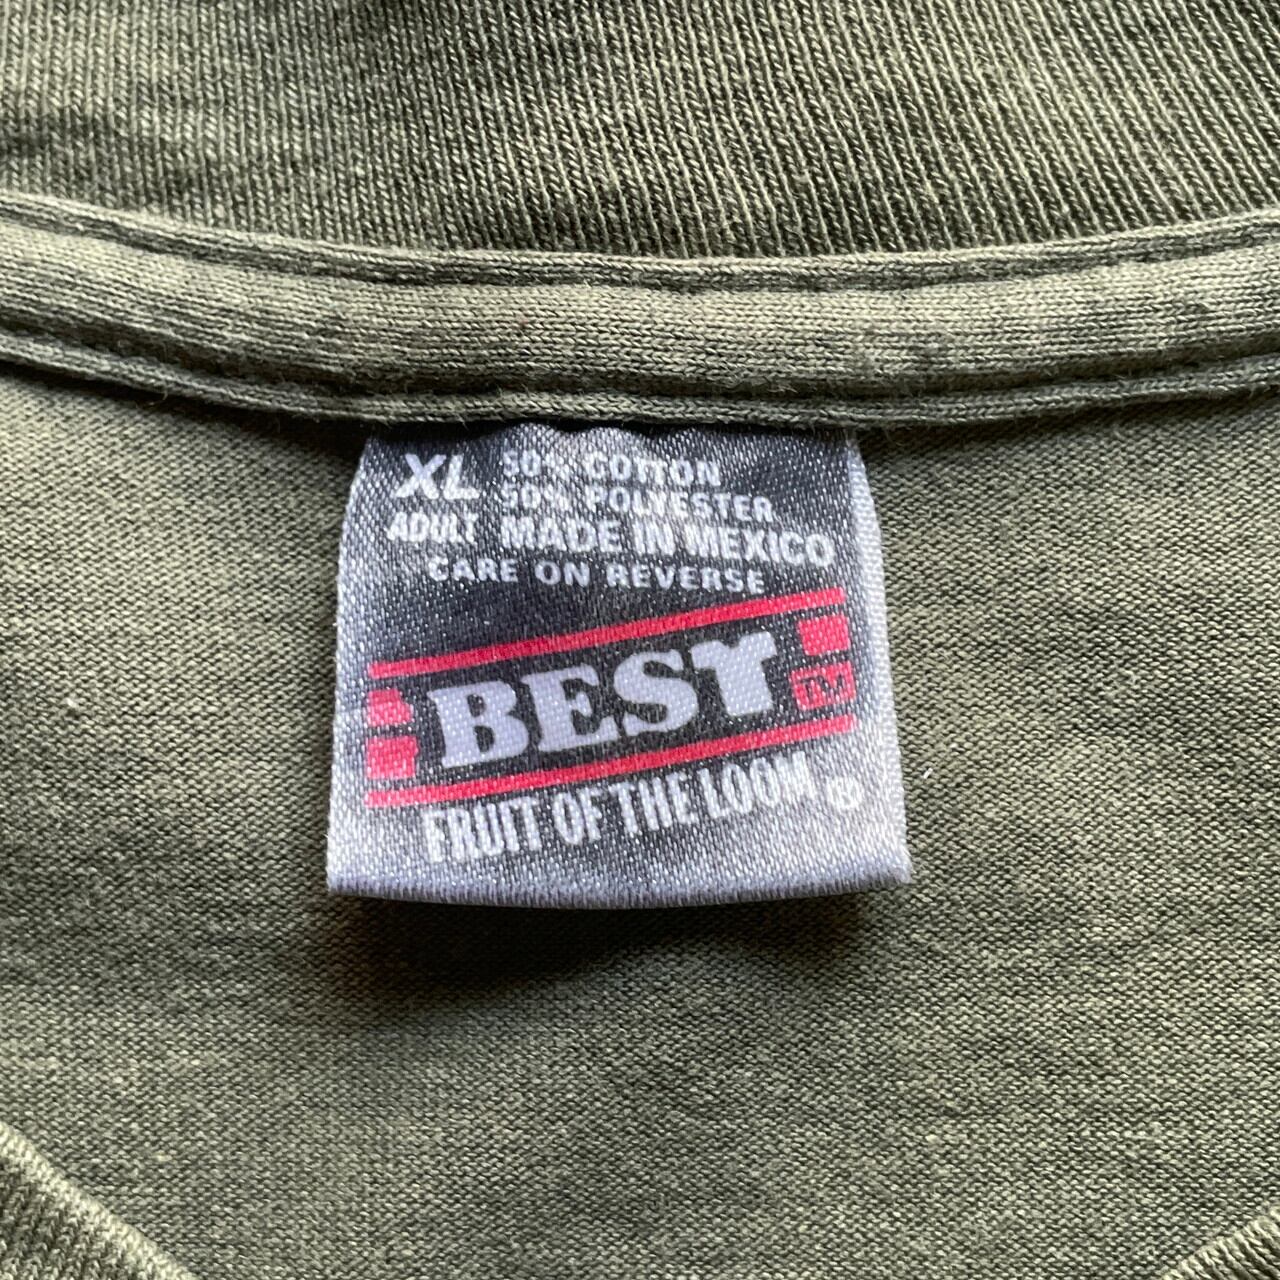 XL 50% COTTON
50% POLYESTER
ADULT MADE IN MEXICO
CARE ON REVERSE
BEST TM
FRUIT OF THE LOOM ®